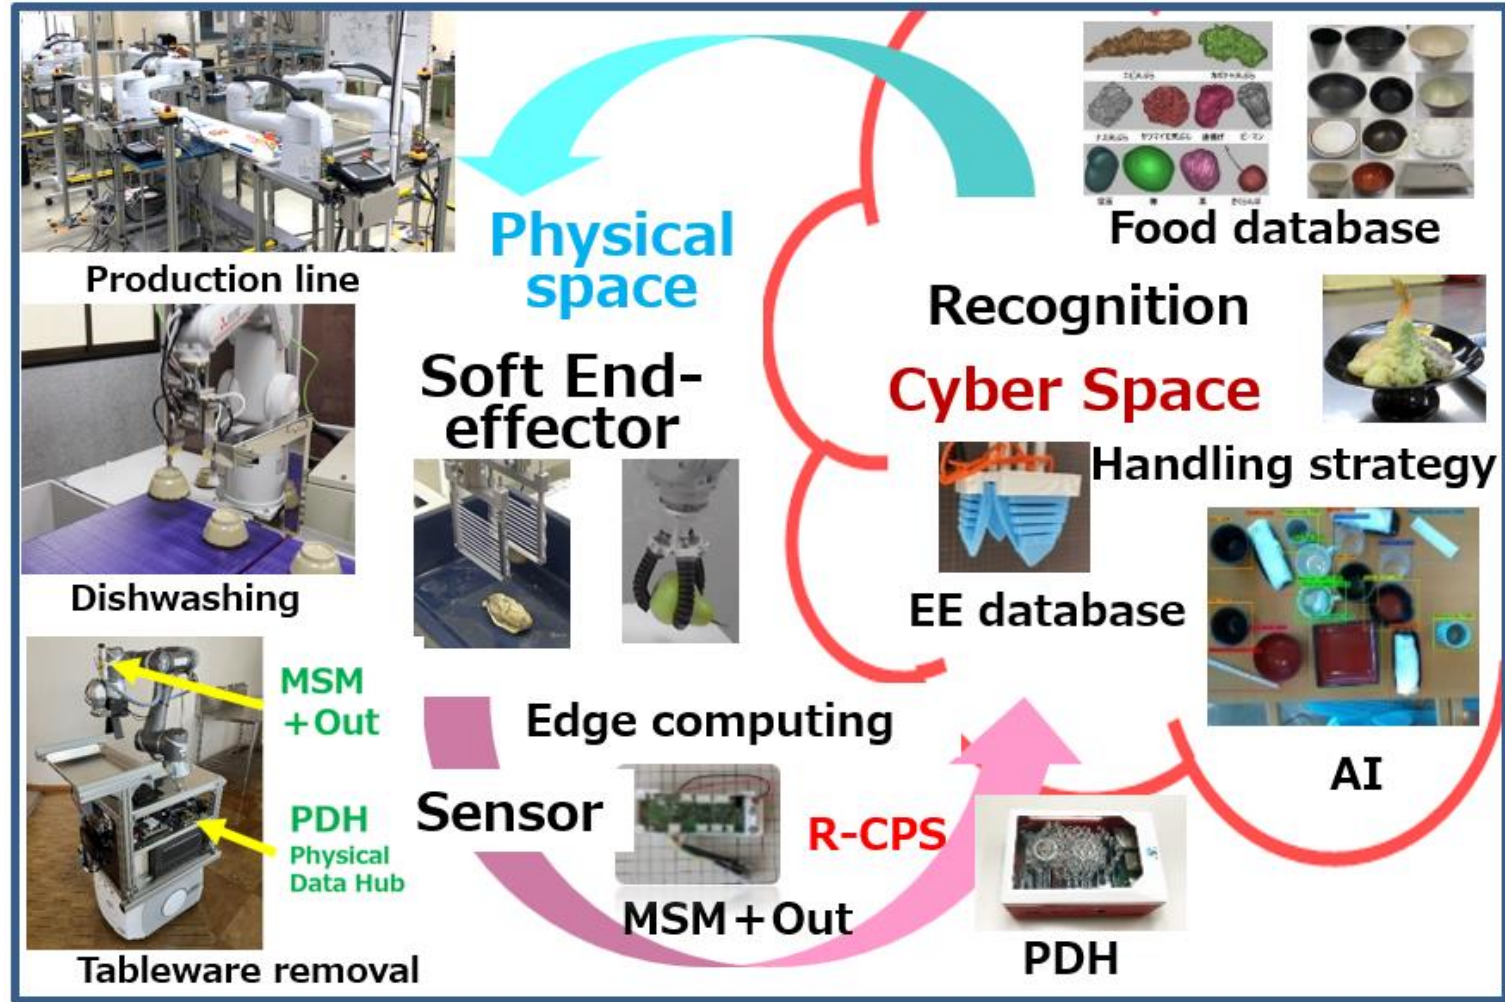 Production line
Dishwashing
MSM
+Out
PDH
Physical
Data Hub
Tableware removal
Physical
space
Soft End-
effector
Edge computing
Sensor
MSM+Out
R-CPS
PDH
Food database
Recognition
Cyber Space
Handling strategy
EE database
AI